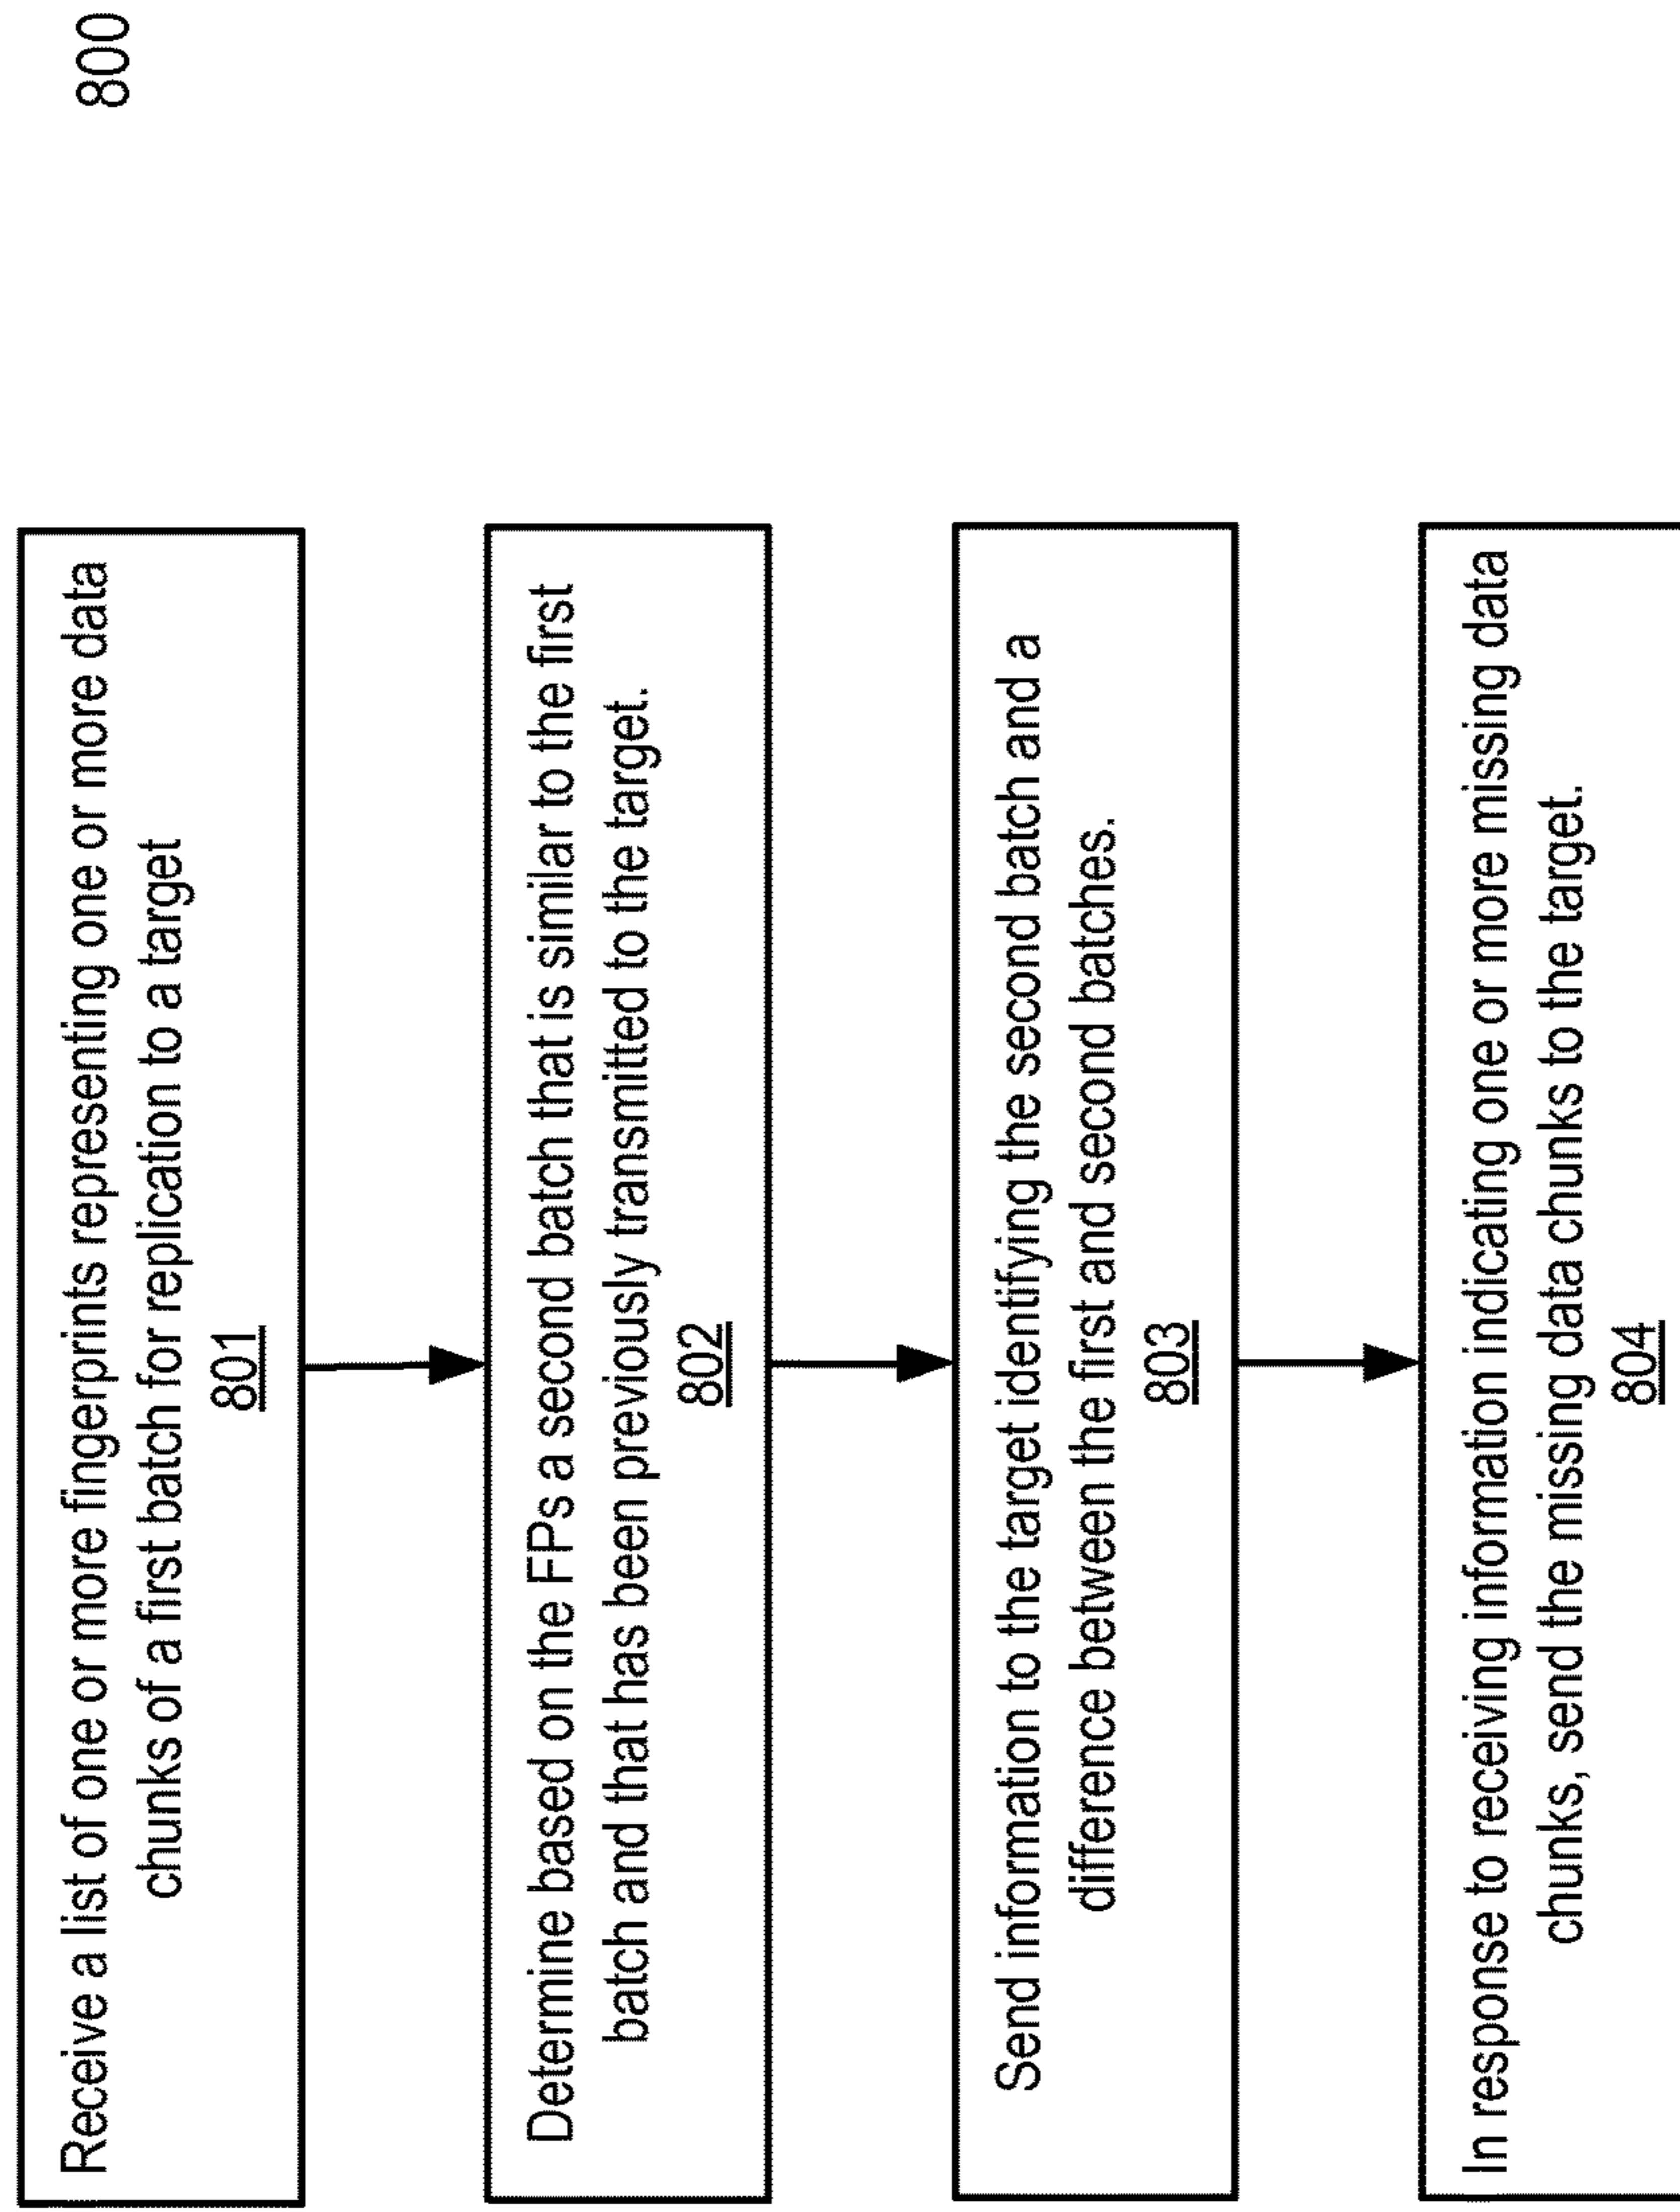 800
Receive a list of one or more fingerprints representing one or more data
chunks of a first batch for replication to a target
801
Determine based on the FPs a second batch that is similar to the first
batch and that has been previously transmitted to the target.
802
Send information to the target identifying the second batch and a
difference between the first and second batches.
803
In response to receiving information indicating one or more missing data
chunks, send the missing data chunks to the target.
804